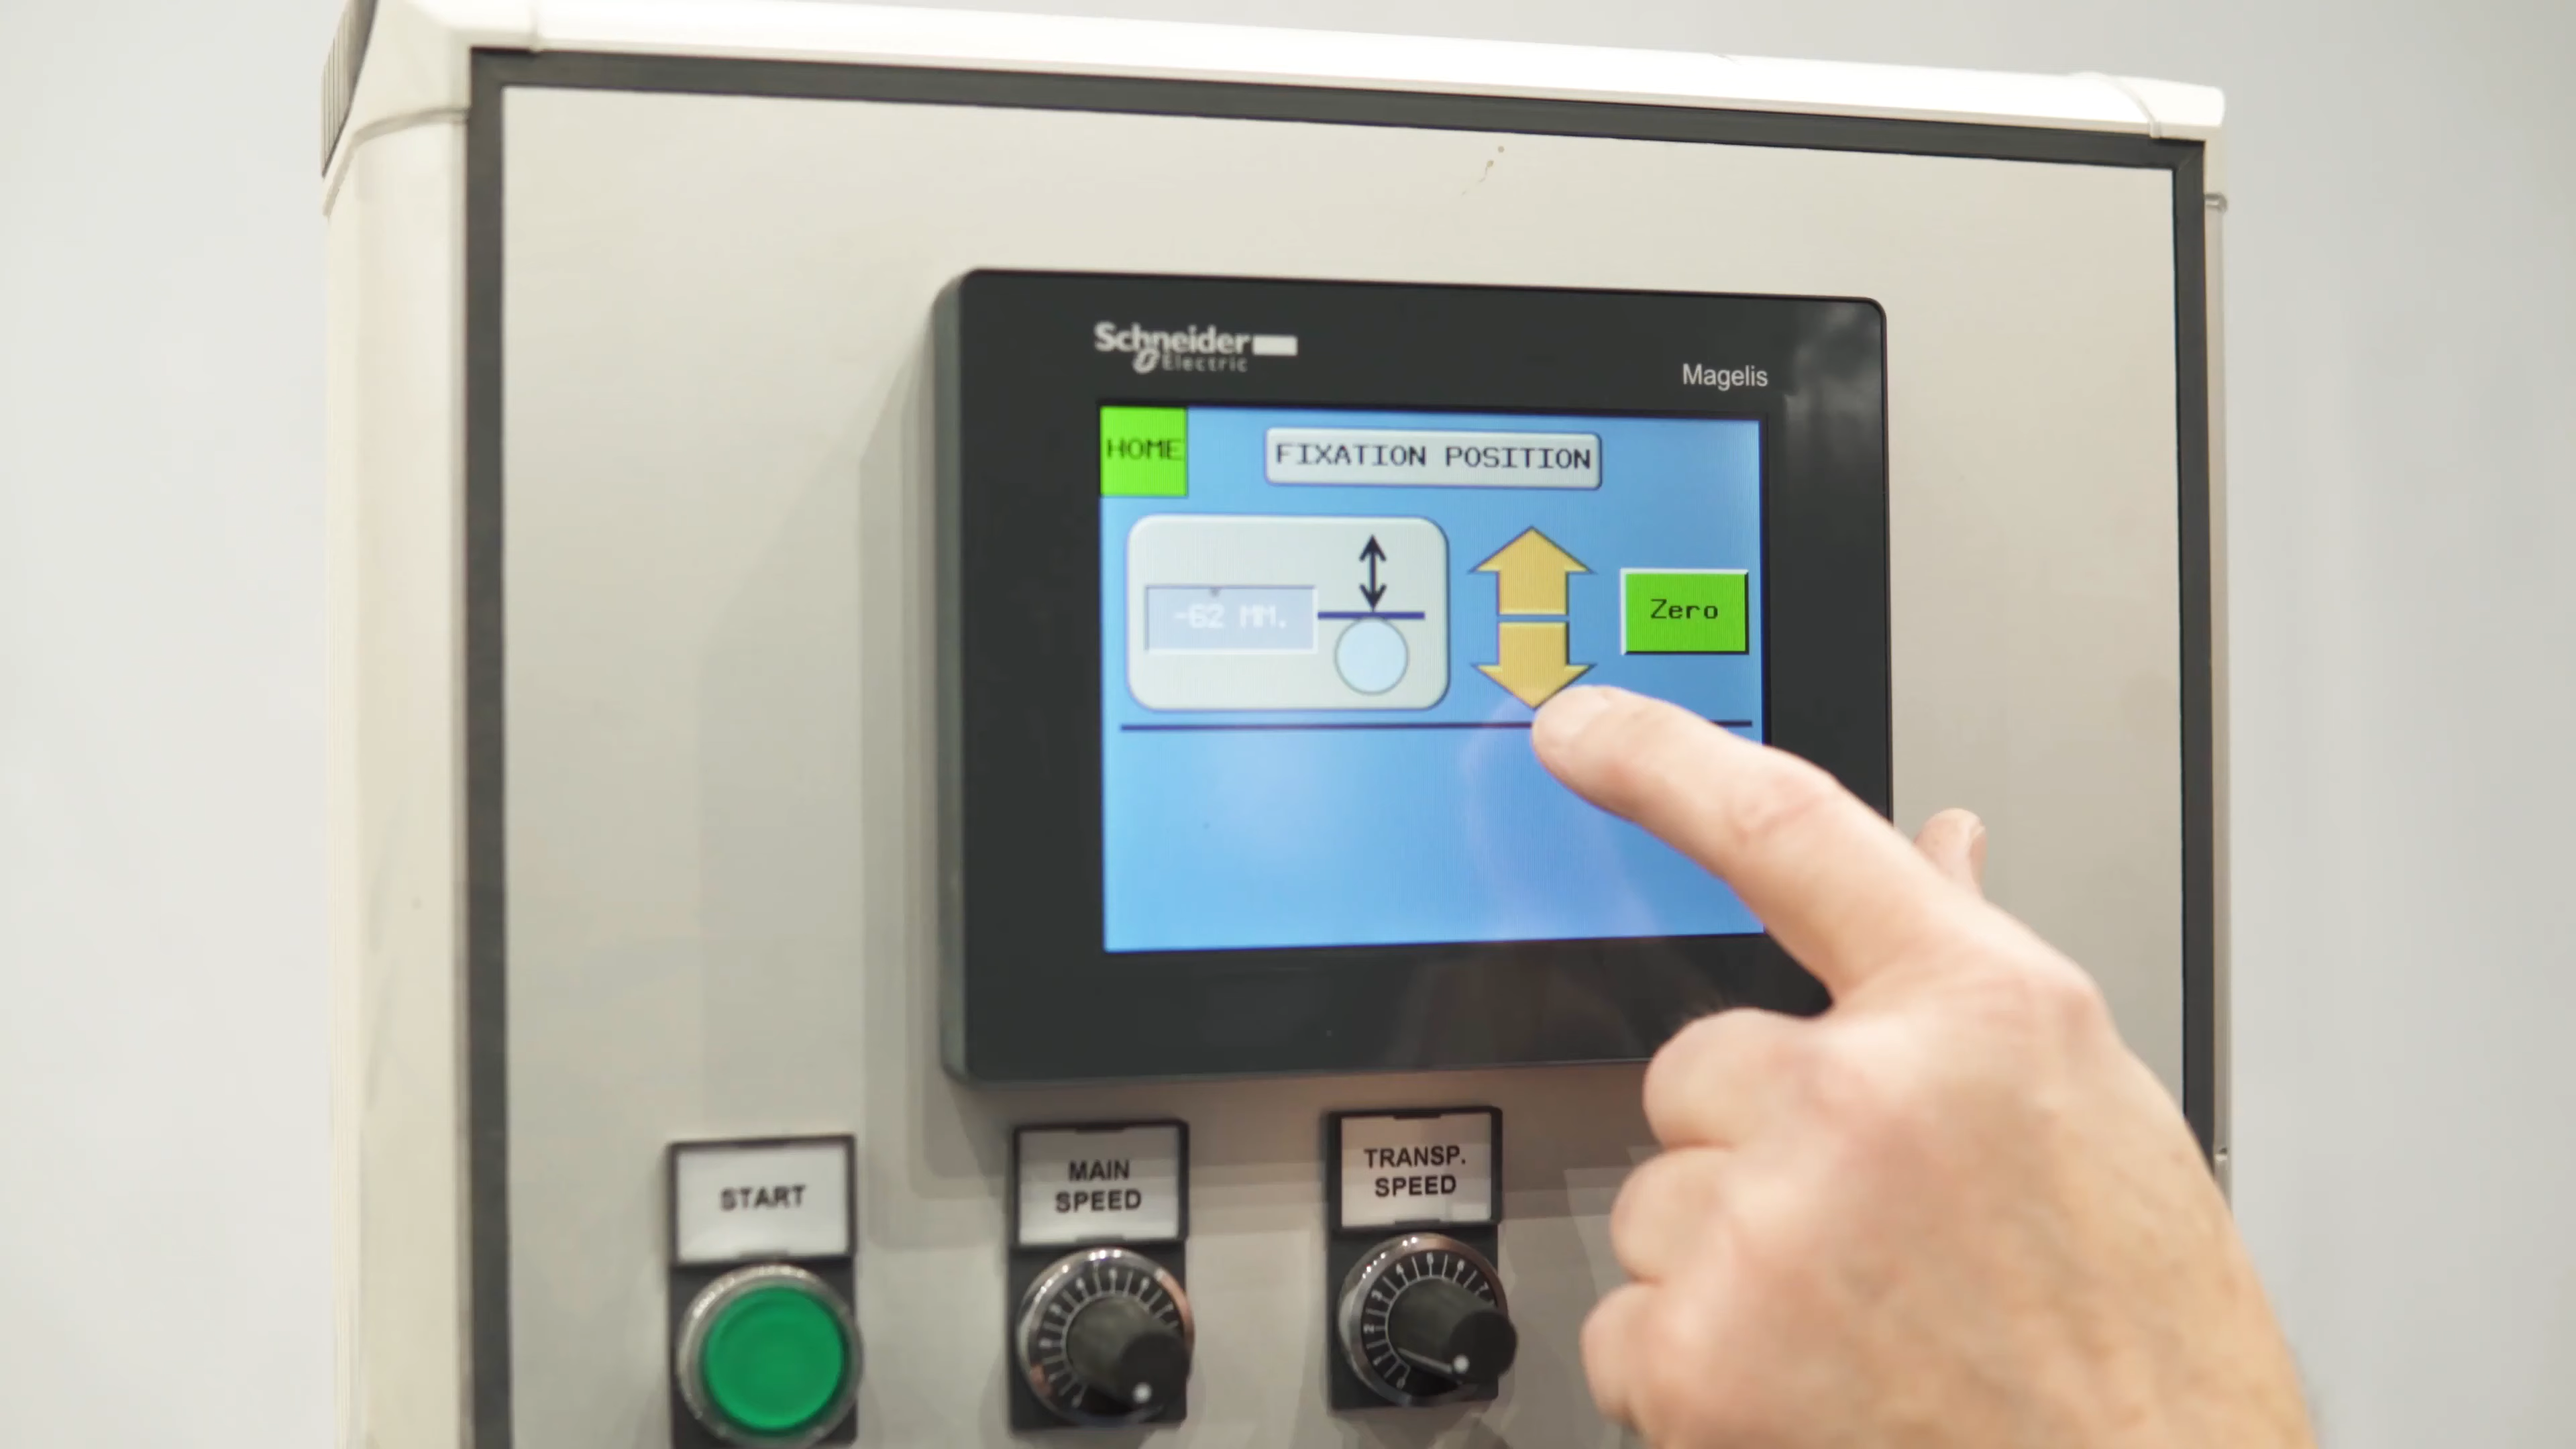 Schneider
Electric
Magelis
HOME
FIXATION POSITION
-62 MM.
Zero
START
MAIN
SPEED
TRANSP.
SPEED